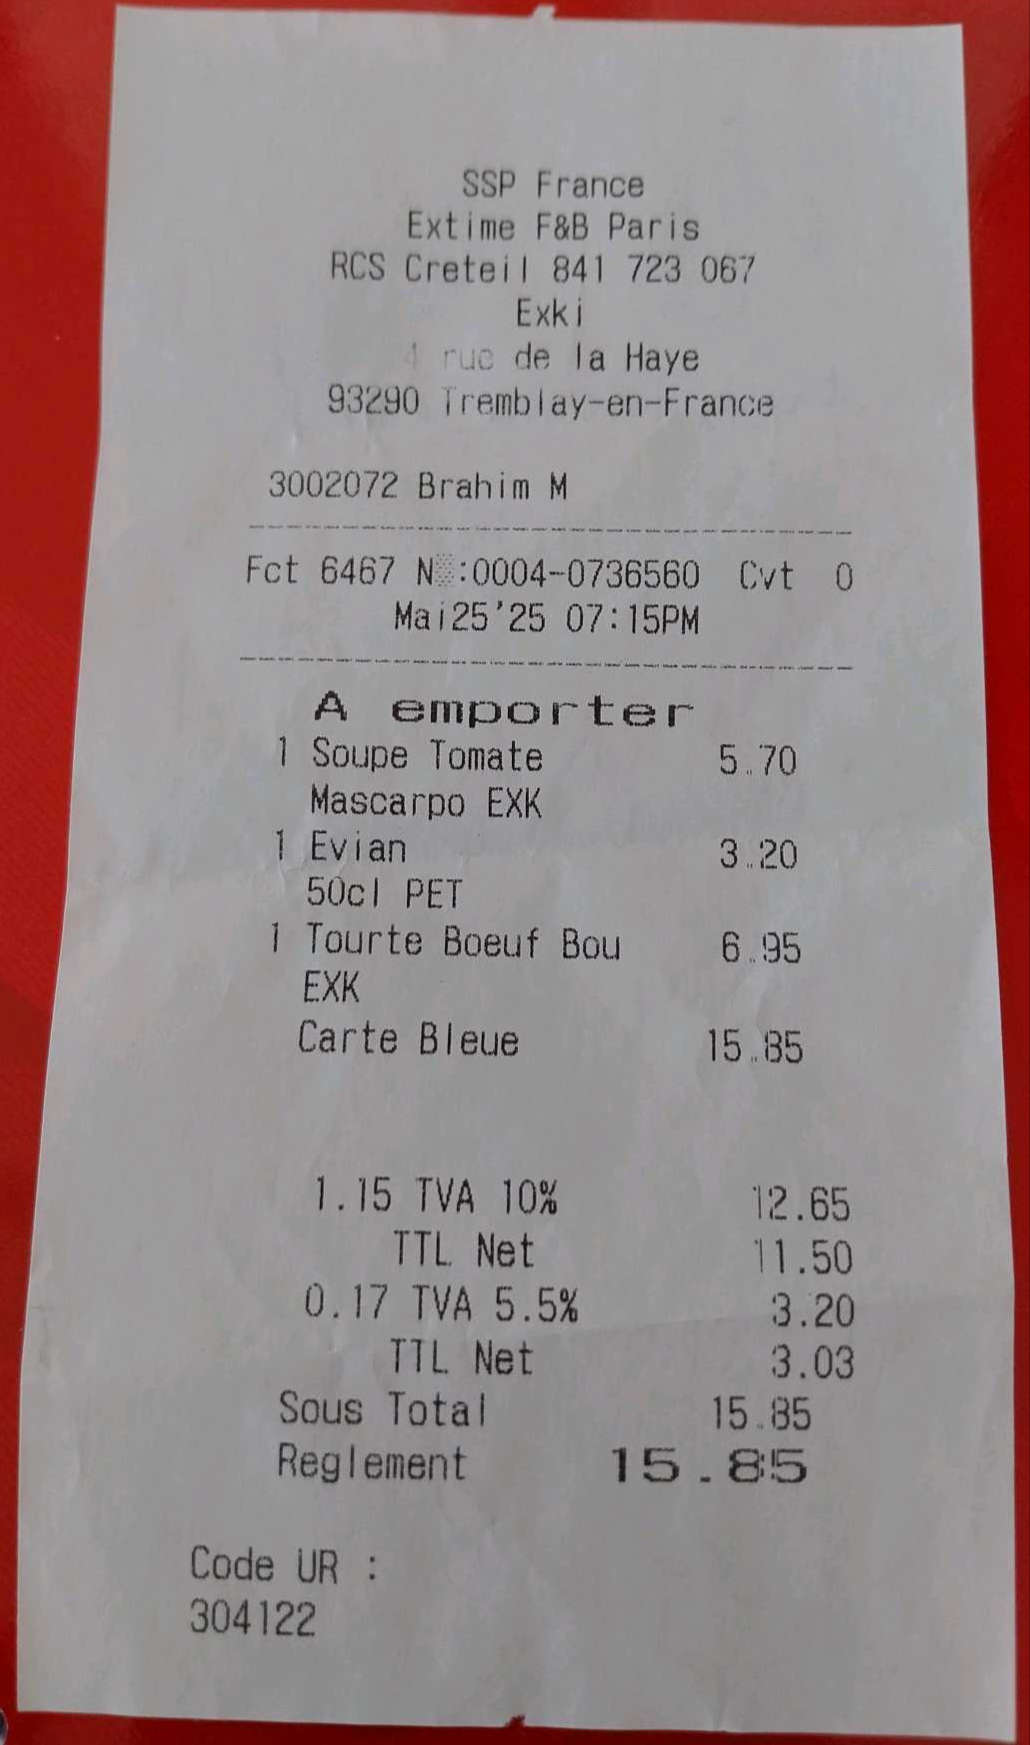 SSP France
Extime F&B Paris
RCS Creteil 841 723 067
Exki
4 rue de la Haye
93290 Tremblay-en-France
3002072 Brahim M
Fct 6467 N░:0004-0736560 Cvt 0
Mai25'25 07:15PM
A emporter
1 Soupe Tomate 5.70
Mascarpo EXK
1 Evian 3.20
50cl PET
1 Tourte Boeuf Bou 6.95
EXK
Carte Bleue 15.85
1.15 TVA 10% 12.65
TTL Net 11.50
0.17 TVA 5.5% 3.20
TTL Net 3.03
Sous Total 15.85
Reglement 15.85
Code UR :
304122